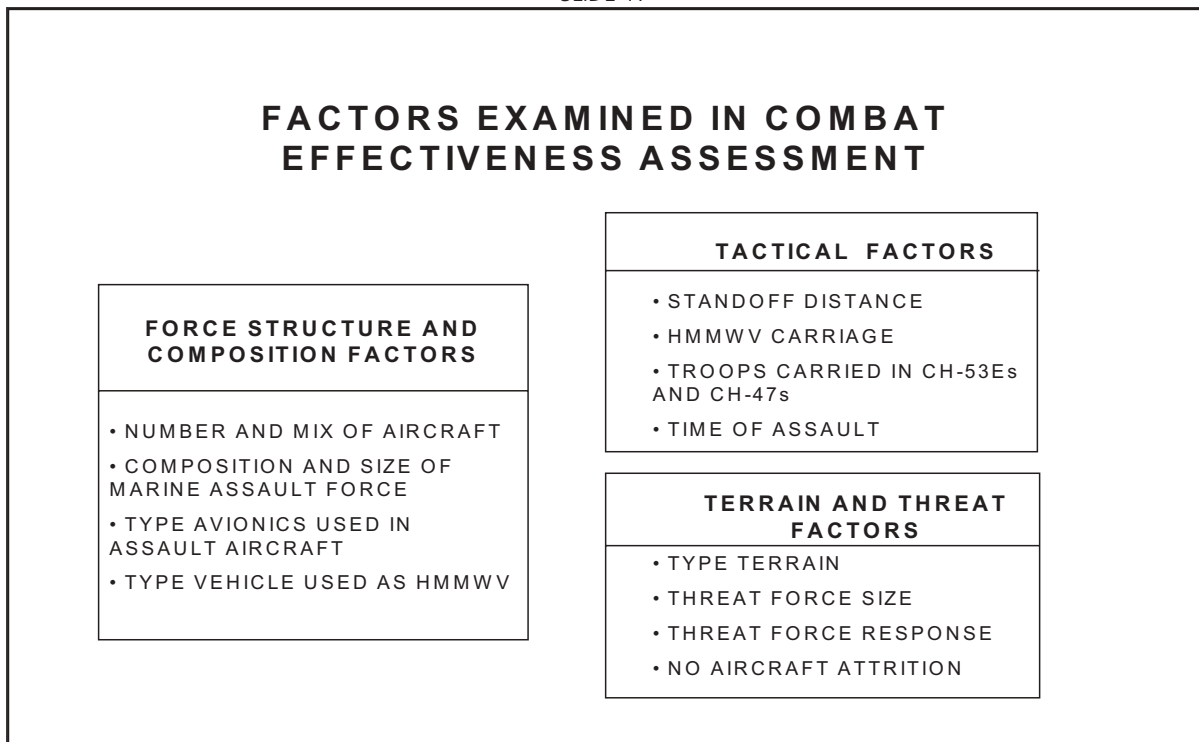 FACTORS EXAMINED IN COMBAT
EFFECTIVENESS ASSESSMENT
FORCE STRUCTURE AND
COMPOSITION FACTORS
• NUMBER AND MIX OF AIRCRAFT
• COMPOSITION AND SIZE OF
MARINE ASSAULT FORCE
• TYPE AVIONICS USED IN
ASSAULT AIRCRAFT
• TYPE VEHICLE USED AS HMMWV
TACTICAL FACTORS
• STANDOFF DISTANCE
• HMMWV CARRIAGE
• TROOPS CARRIED IN CH-53Es
AND CH-47s
• TIME OF ASSAULT
TERRAIN AND THREAT
FACTORS
• TYPE TERRAIN
• THREAT FORCE SIZE
• THREAT FORCE RESPONSE
• NO AIRCRAFT ATTRITION